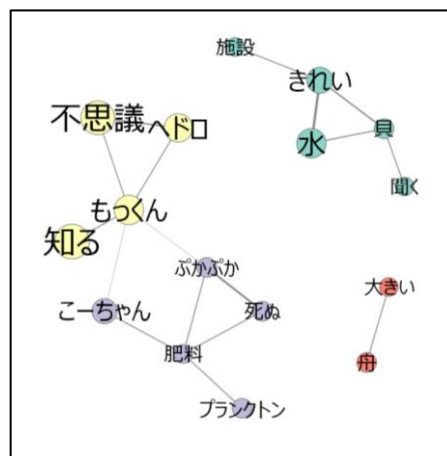 施設
きれい
不思議
ヘドロ
貝
水
聞く
もっくん
知る
ぷかぷか
大きい
こーちゃん
死ぬ
肥料
舟
プランクトン